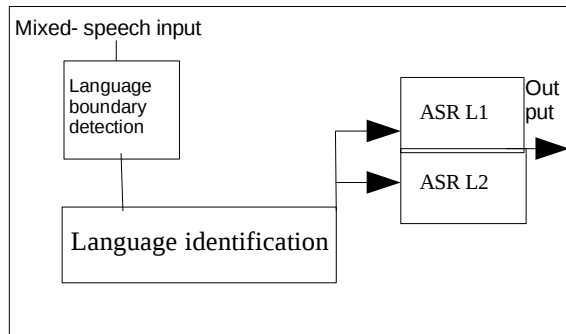 Mixed- speech input
Language
boundary
detection
Language identification
ASR L1
ASR L2
Out
put